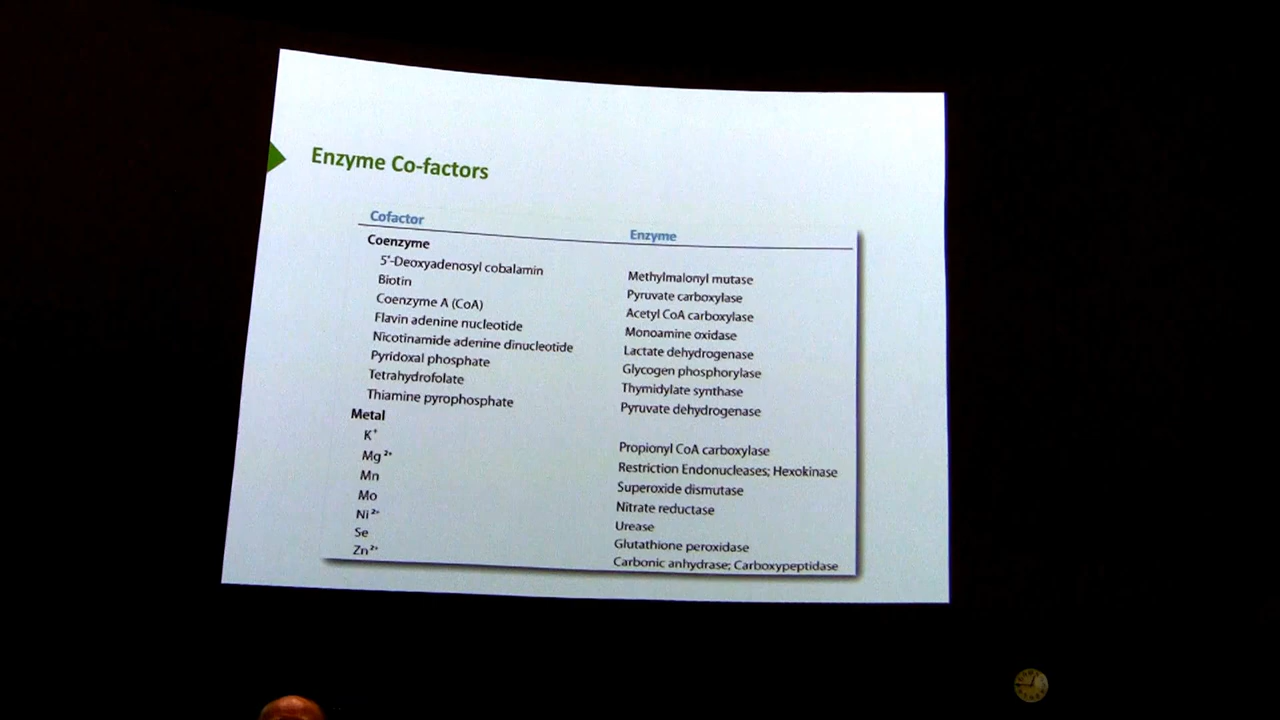 Enzyme Co-factors
Cofactor Enzyme
Coenzyme
5'-Deoxyadenosyl cobalamin Methylmalonyl mutase
Biotin Pyruvate carboxylase
Coenzyme A (CoA) Acetyl CoA carboxylase
Flavin adenine nucleotide Monoamine oxidase
Nicotinamide adenine dinucleotide Lactate dehydrogenase
Pyridoxal phosphate Glycogen phosphorylase
Tetrahydrofolate Thymidylate synthase
Thiamine pyrophosphate Pyruvate dehydrogenase
Metal
K⁺ Propionyl CoA carboxylase
Mg²⁺ Restriction Endonucleases; Hexokinase
Mn Superoxide dismutase
Mo Nitrate reductase
Ni²⁺ Urease
Se Glutathione peroxidase
Zn²⁺ Carbonic anhydrase; Carboxypeptidase